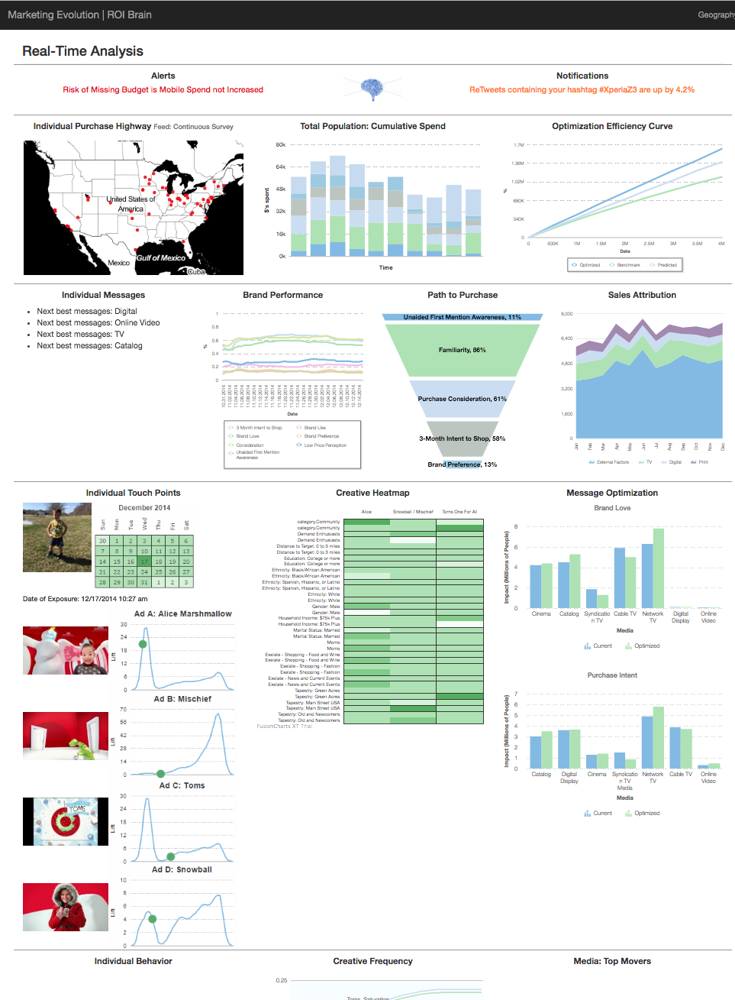 Marketing Evolution | ROI Brain
Geography
Real-Time Analysis
Alerts
Risk of Missing Budget is Mobile Spend not Increased
Notifications
ReTweets containing your hashtag #XperiaZ3 are up by 4.2%
Individual Purchase Highway Feed: Continuous Survey
United States of
America
Mexico
Gulf of Mexico
Cuba
Total Population: Cumulative Spend
80k
64k
48k
32k
16k
0k
$'s spent
Time
Optimization Efficiency Curve
1.7M
1.36M
1.02M
680K
340K
0
%
0 500K 1M 1.5M 2M 2.5M 3M 3.5M 4M
Date
Optimized Benchmark Predicted
Individual Messages
• Next best messages: Digital
• Next best messages: Online Video
• Next best messages: TV
• Next best messages: Catalog
Brand Performance
1
0.8
0.6
0.4
0.2
0
%
Date
3 Month Intent to Shop Brand Like
Brand Love Brand Preference
Consideration Low Price Perception
Unaided First Mention
Awareness
Path to Purchase
Unaided First Mention Awareness, 11%
Familiarity, 86%
Purchase Consideration, 61%
3-Month Intent to Shop, 58%
Brand Preference, 13%
Sales Attribution
6,400
4,800
3,200
1,600
0
Jan Feb Mar Apr May Jun Jul Aug Sep Oct Nov Dec
External Factors TV Digital Print
Individual Touch Points
December 2014
Sun Mon Tue Wed Thu Fri Sat
30 1 2 3 4 5 6
7 8 9 10 11 12 13
14 15 16 17 18 19 20
21 22 23 24 25 26 27
28 29 30 31 1 2 3
Date of Exposure: 12/17/2014 10:27 am
Ad A: Alice Marshmallow
30
24
18
12
6
0
Lift
Ad B: Mischief
70
56
42
28
14
0
Lift
Ad C: Toms
TOMS
30
24
18
12
6
0
Lift
Ad D: Snowball
10
8
6
4
2
0
Lift
Creative Heatmap
Alice Snowball / Mischief Toms One For All
category.Community
category.Community
Demand Enthusiasts
Demand Enthusiasts
Distance to Target: 0 to 3 miles
Distance to Target: 0 to 3 miles
Education: College or more
Education: College or more
Ethnicity: Black/African American
Ethnicity: Black/African American
Ethnicity: Spanish, Hispanic, or Latino
Ethnicity: Spanish, Hispanic, or Latino
Ethnicity: White
Ethnicity: White
Gender: Male
Gender: Male
Household Income: $75k Plus
Household Income: $75k Plus
Marital Status: Married
Marital Status: Married
Moms
Moms
Exelate - Shopping - Food and Wine
Exelate - Shopping - Food and Wine
Exelate - Shopping - Fashion
Exelate - Shopping - Fashion
Exelate - News and Current Events
Exelate - News and Current Events
Tapestry: Green Acres
Tapestry: Green Acres
Tapestry: Main Street USA
Tapestry: Main Street USA
Tapestry: Old and Newcomers
Tapestry: Old and Newcomers
FusionCharts XT Trial
Message Optimization
Brand Love
8
6
4
2
0
Impact (Millions of People)
Cinema Catalog Syndicatio Cable TV Network Digital Online
n TV TV Display Video
Media
Current Optimized
Purchase Intent
7
6
5
4
3
2
1
0
Impact (Millions of People)
Catalog Digital Cinema Syndicatio Network Cable TV Online
Display n TV TV Video
Media
Media
Current Optimized
Individual Behavior
Creative Frequency
0.25
Toms, Saturation
Media: Top Movers